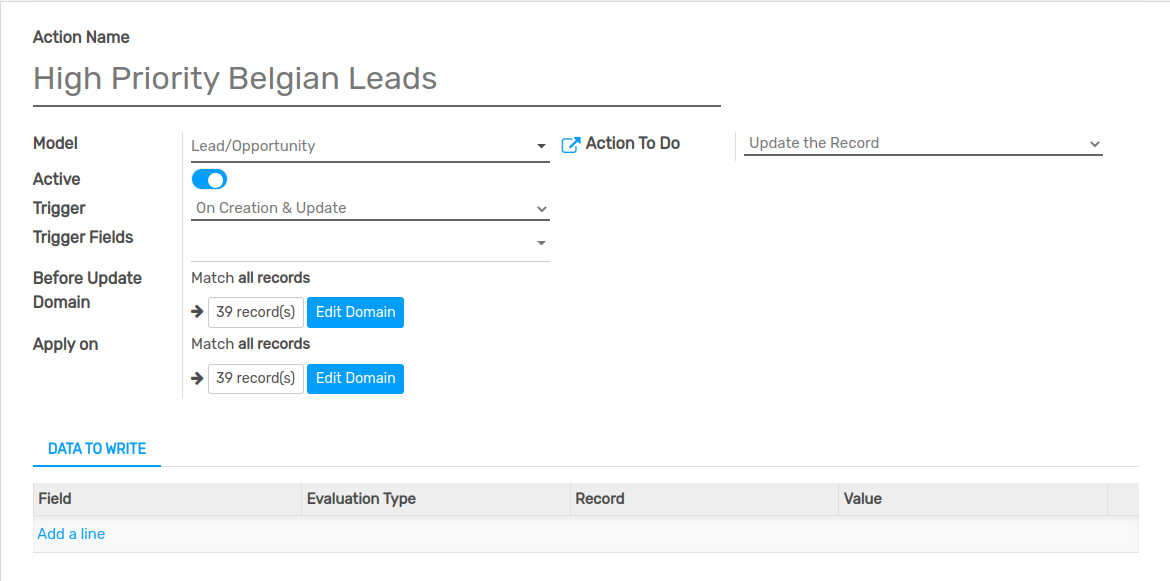 Action Name
High Priority Belgian Leads
Model
Lead/Opportunity
Action To Do
Update the Record
Active
Trigger
On Creation & Update
Trigger Fields
Before Update Domain
Match all records
39 record(s)
Edit Domain
Apply on
Match all records
39 record(s)
Edit Domain
DATA TO WRITE
Field Evaluation Type Record Value
Add a line